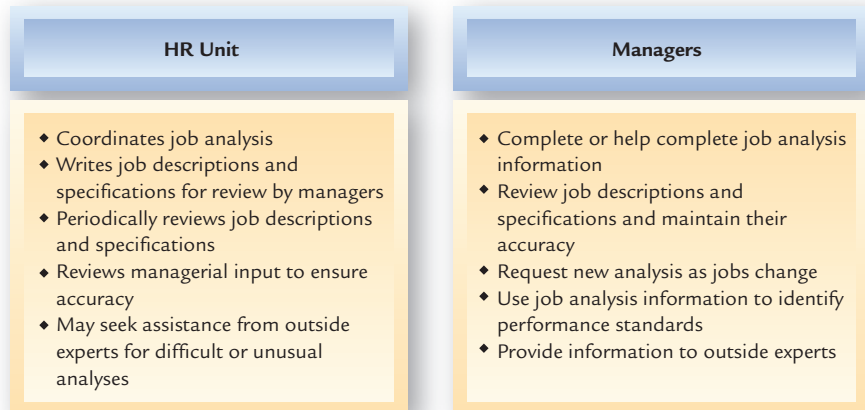 HR Unit
◆ Coordinates job analysis
◆ Writes job descriptions and
specifications for review by managers
◆ Periodically reviews job descriptions
and specifications
◆ Reviews managerial input to ensure
accuracy
◆ May seek assistance from outside
experts for difficult or unusual
analyses
Managers
◆ Complete or help complete job analysis
information
◆ Review job descriptions and
specifications and maintain their
accuracy
◆ Request new analysis as jobs change
◆ Use job analysis information to identify
performance standards
◆ Provide information to outside experts